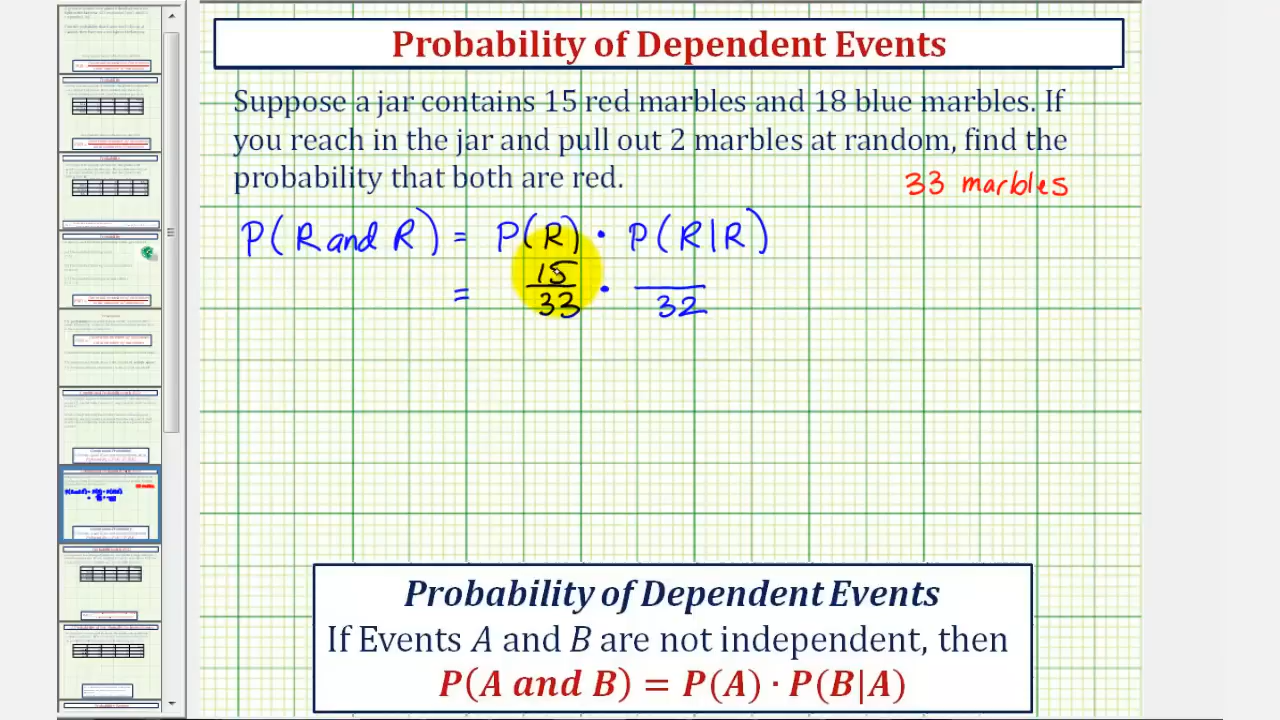 Probability of Dependent Events
Suppose a jar contains 15 red marbles and 18 blue marbles. If
you reach in the jar and pull out 2 marbles at random, find the
probability that both are red.
33 marbles
P(R and R) = P(R) · P(R|R)
= 15/33 · /32
Probability of Dependent Events
If Events A and B are not independent, then
P(A and B) = P(A) · P(B|A)